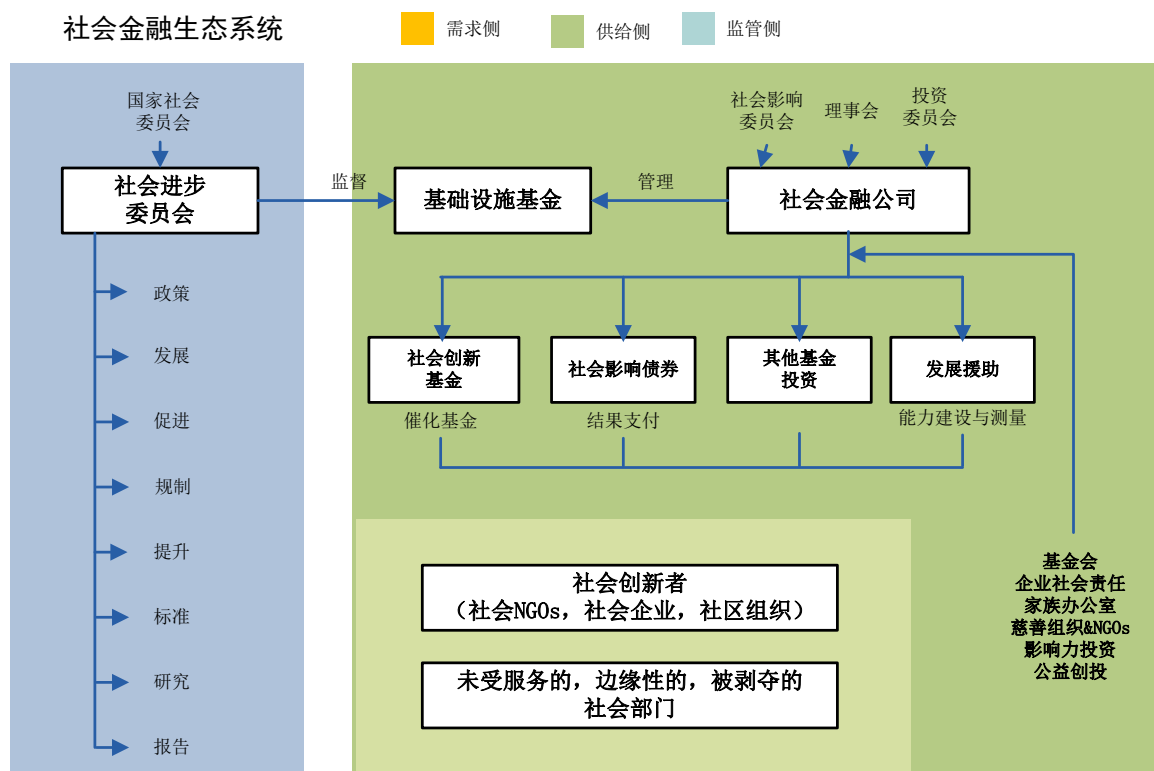 社会金融生态系统
需求侧
供给侧
监管侧
国家社会
委员会
社会进步
委员会
监督
政策
发展
促进
规制
提升
标准
研究
报告
社会影响
委员会
理事会
投资
委员会
基础设施基金
管理
社会金融公司
社会创新
基金
社会影响债券
其他基金
投资
发展援助
催化基金
结果支付
能力建设与测量
社会创新者
（社会NGOs，社会企业，社区组织）
未受服务的，边缘性的，被剥夺的
社会部门
基金会
企业社会责任
家族办公室
慈善组织&NGOs
影响力投资
公益创投